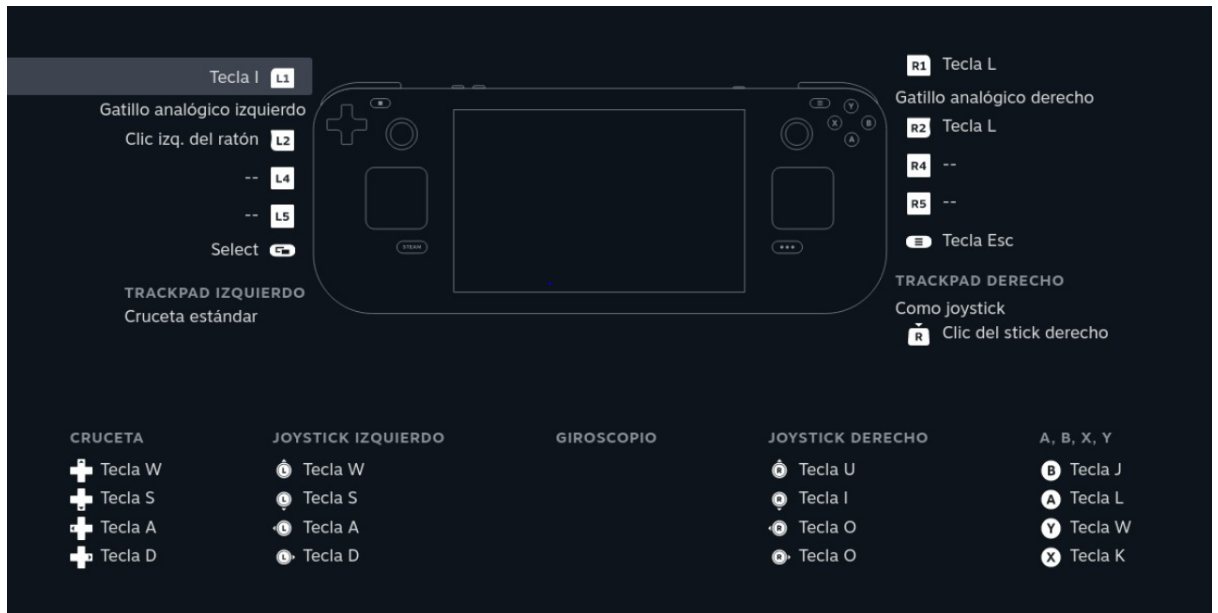 Tecla I L1
Gatillo analógico izquierdo
Clic izq. del ratón L2
-- L4
-- L5
Select
TRACKPAD IZQUIERDO
Cruceta estándar
STEAM
Y
X
B
A
R1 Tecla L
Gatillo analógico derecho
R2 Tecla L
R4 --
R5 --
Tecla Esc
TRACKPAD DERECHO
Como joystick
R Clic del stick derecho
CRUCETA
Tecla W
Tecla S
Tecla A
Tecla D
JOYSTICK IZQUIERDO
L Tecla W
L Tecla S
L Tecla A
L Tecla D
GIROSCOPIO
JOYSTICK DERECHO
R Tecla U
R Tecla I
R Tecla O
R Tecla O
A, B, X, Y
B Tecla J
A Tecla L
Y Tecla W
X Tecla K